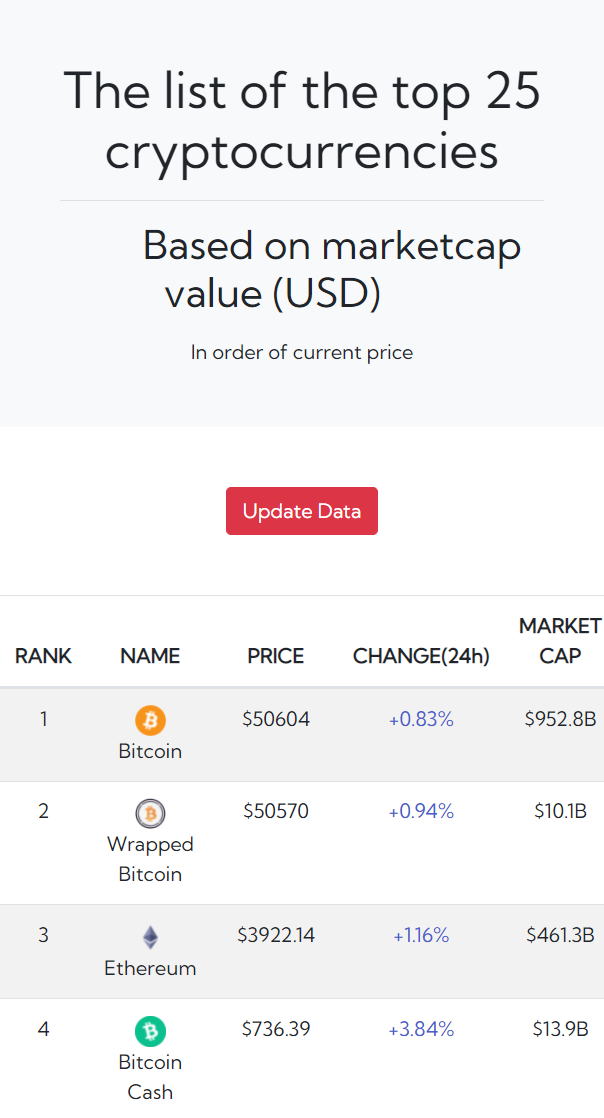 The list of the top 25
cryptocurrencies
Based on marketcap
value (USD)
In order of current price
Update Data
RANK NAME PRICE CHANGE(24h) MARKET CAP
1 Bitcoin $50604 +0.83% $952.8B
2 Wrapped Bitcoin $50570 +0.94% $10.1B
3 Ethereum $3922.14 +1.16% $461.3B
4 Bitcoin Cash $736.39 +3.84% $13.9B